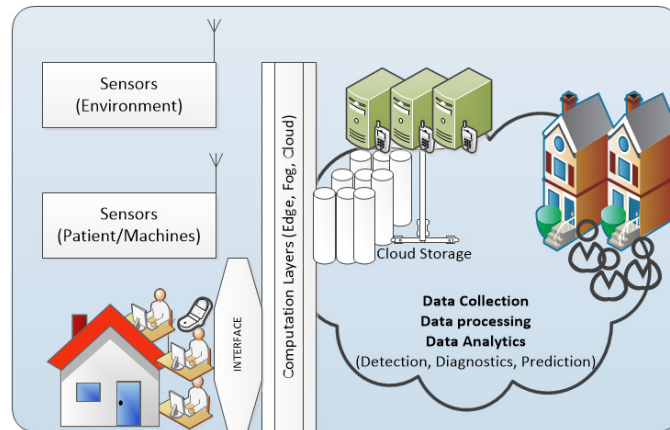 Sensors
(Environment)
Sensors
(Patient/Machines)
INTERFACE
Computation Layers (Edge, Fog, Cloud)
Cloud Storage
Data Collection
Data processing
Data Analytics
(Detection, Diagnostics, Prediction)